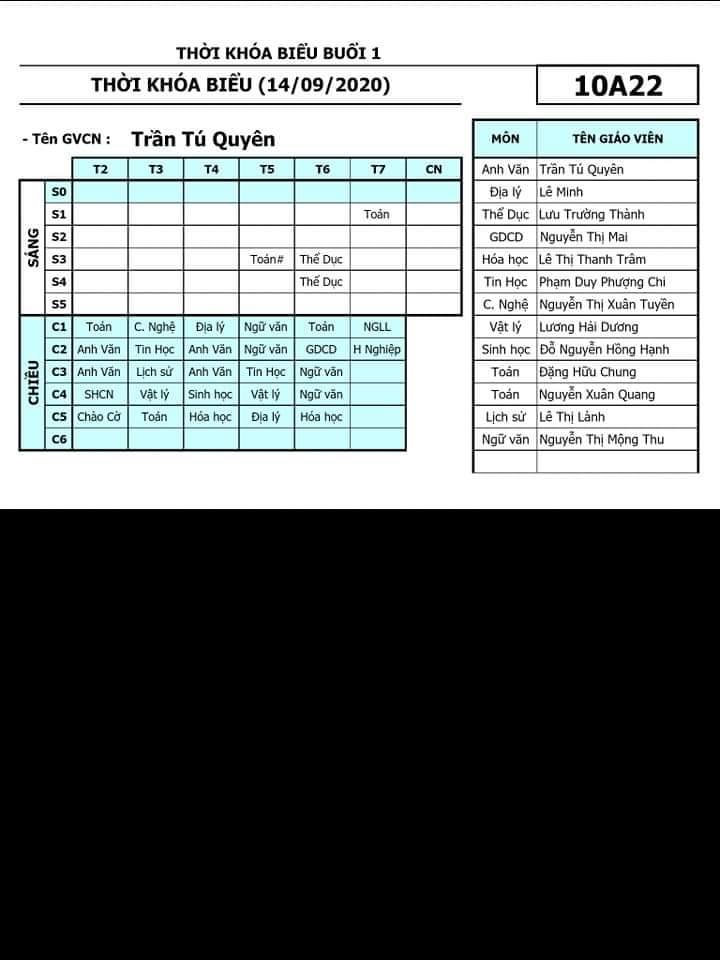 THỜI KHÓA BIỂU BUỔI 1
THỜI KHÓA BIỂU (14/09/2020)
10A22
- Tên GVCN : Trần Tú Quyên
T2 T3 T4 T5 T6 T7 CN
SÁNG
S0
S1 Toán
S2
S3 Toán# Thể Dục
S4 Thể Dục
S5
CHIỀU
C1 Toán C. Nghệ Địa lý Ngữ văn Toán NGLL
C2 Anh Văn Tin Học Anh Văn Ngữ văn GDCD H Nghiệp
C3 Anh Văn Lịch sử Anh Văn Tin Học Ngữ văn
C4 SHCN Vật lý Sinh học Vật lý Ngữ văn
C5 Chào Cờ Toán Hóa học Địa lý Hóa học
C6
MÔN TÊN GIÁO VIÊN
Anh Văn Trần Tú Quyên
Địa lý Lê Minh
Thể Dục Lưu Trường Thành
GDCD Nguyễn Thị Mai
Hóa học Lê Thị Thanh Trâm
Tin Học Phạm Duy Phượng Chi
C. Nghệ Nguyễn Thị Xuân Tuyền
Vật lý Lương Hải Dương
Sinh học Đỗ Nguyễn Hồng Hạnh
Toán Đặng Hữu Chung
Toán Nguyễn Xuân Quang
Lịch sử Lê Thị Lành
Ngữ văn Nguyễn Thị Mộng Thu